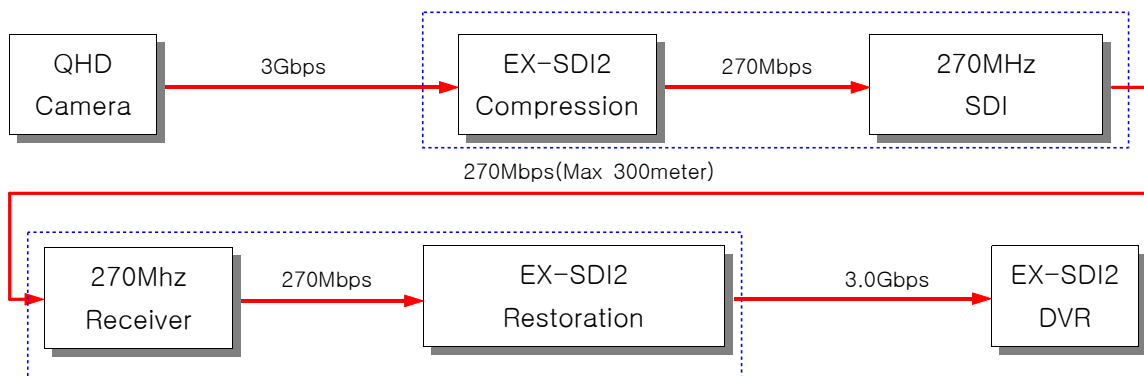 QHD
Camera
3Gbps
EX-SDI2
Compression
270Mbps
270MHz
SDI
270Mbps(Max 300meter)
270Mhz
Receiver
270Mbps
EX-SDI2
Restoration
3.0Gbps
EX-SDI2
DVR